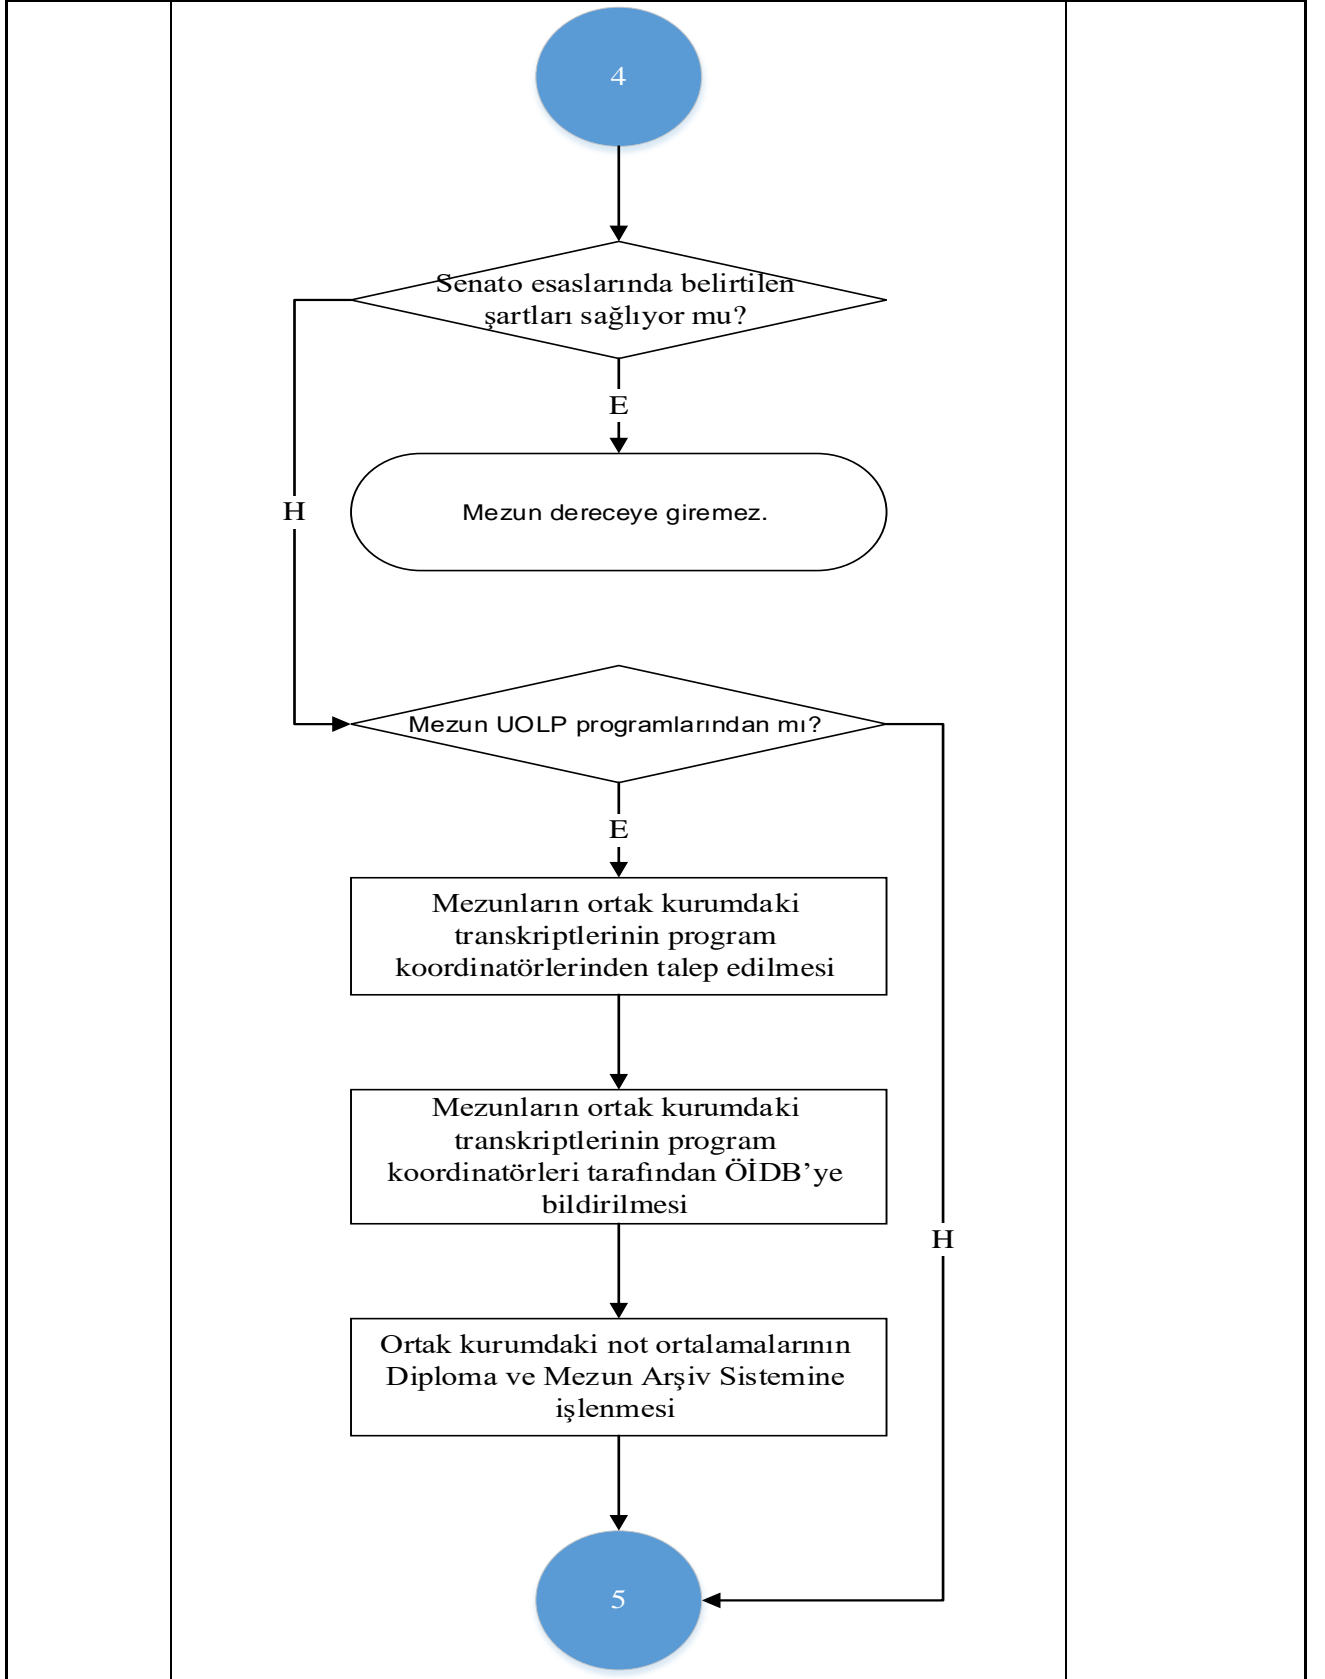 4
Senato esaslarında belirtilen
şartları sağlıyor mu?
E
H
Mezun dereceye giremez.
Mezun UOLP programlarından mı?
E
Mezunların ortak kurumdaki
transkriptlerinin program
koordinatörlerinden talep edilmesi
Mezunların ortak kurumdaki
transkriptlerinin program
koordinatörleri tarafından ÖİDB’ye
bildirilmesi
H
Ortak kurumdaki not ortalamalarının
Diploma ve Mezun Arşiv Sistemine
işlenmesi
5